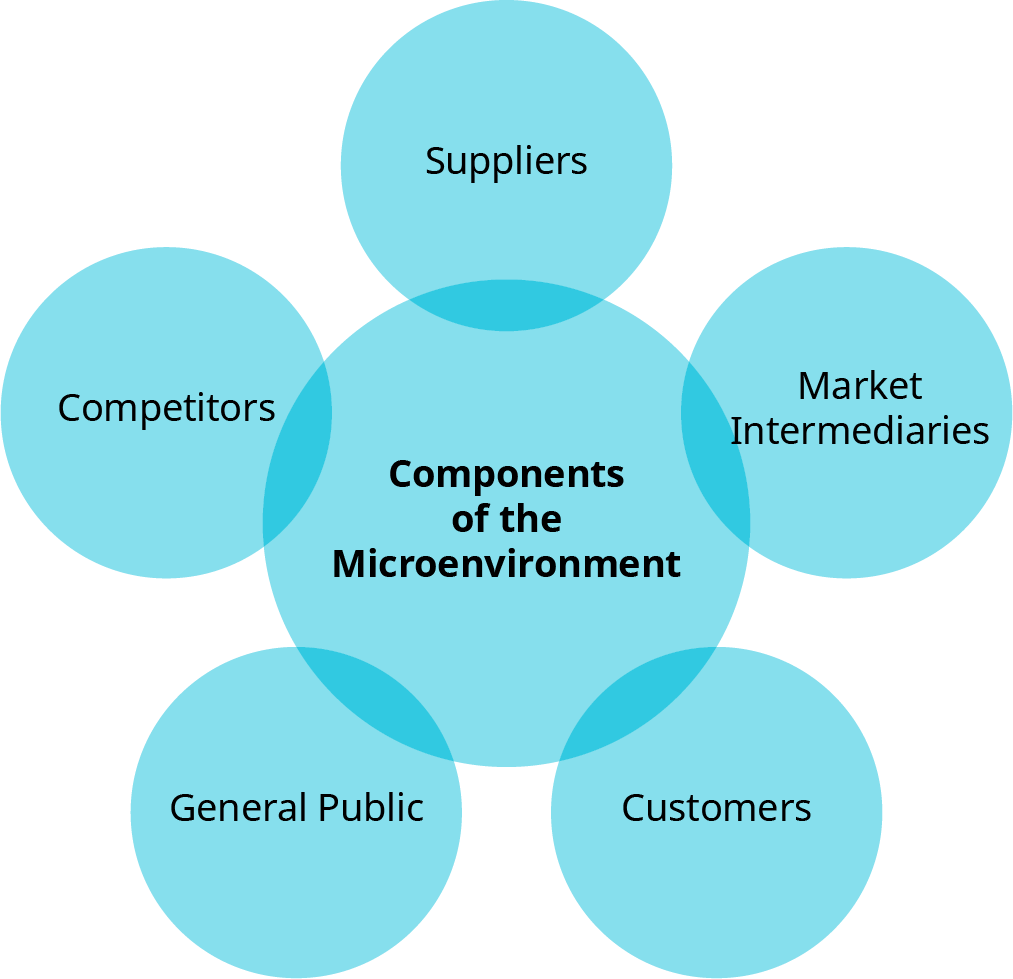 Suppliers
Competitors
Market
Intermediaries
Components
of the
Microenvironment
General Public
Customers